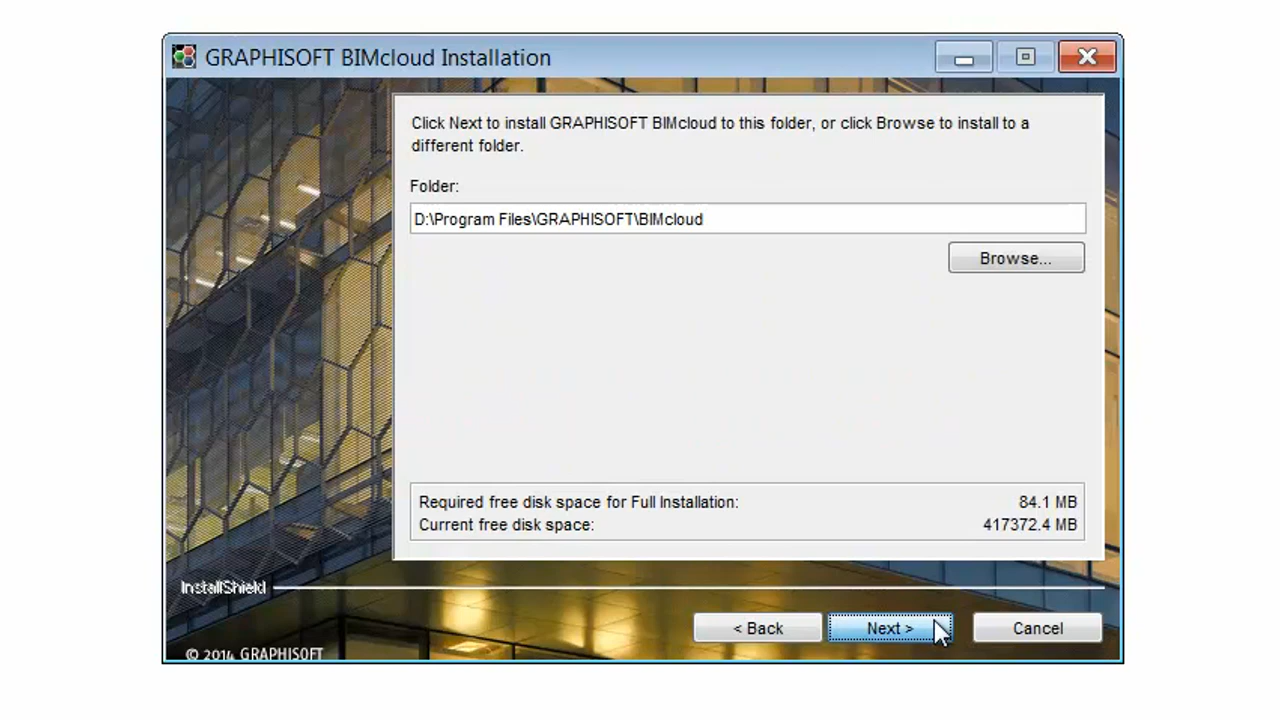 GRAPHISOFT BIMcloud Installation
Click Next to install GRAPHISOFT BIMcloud to this folder, or click Browse to install to a
different folder.
Folder:
D:\Program Files\GRAPHISOFT\BIMcloud
Browse...
Required free disk space for Full Installation: 84.1 MB
Current free disk space: 417372.4 MB
InstallShield
< Back Next > Cancel
© 2014 GRAPHISOFT